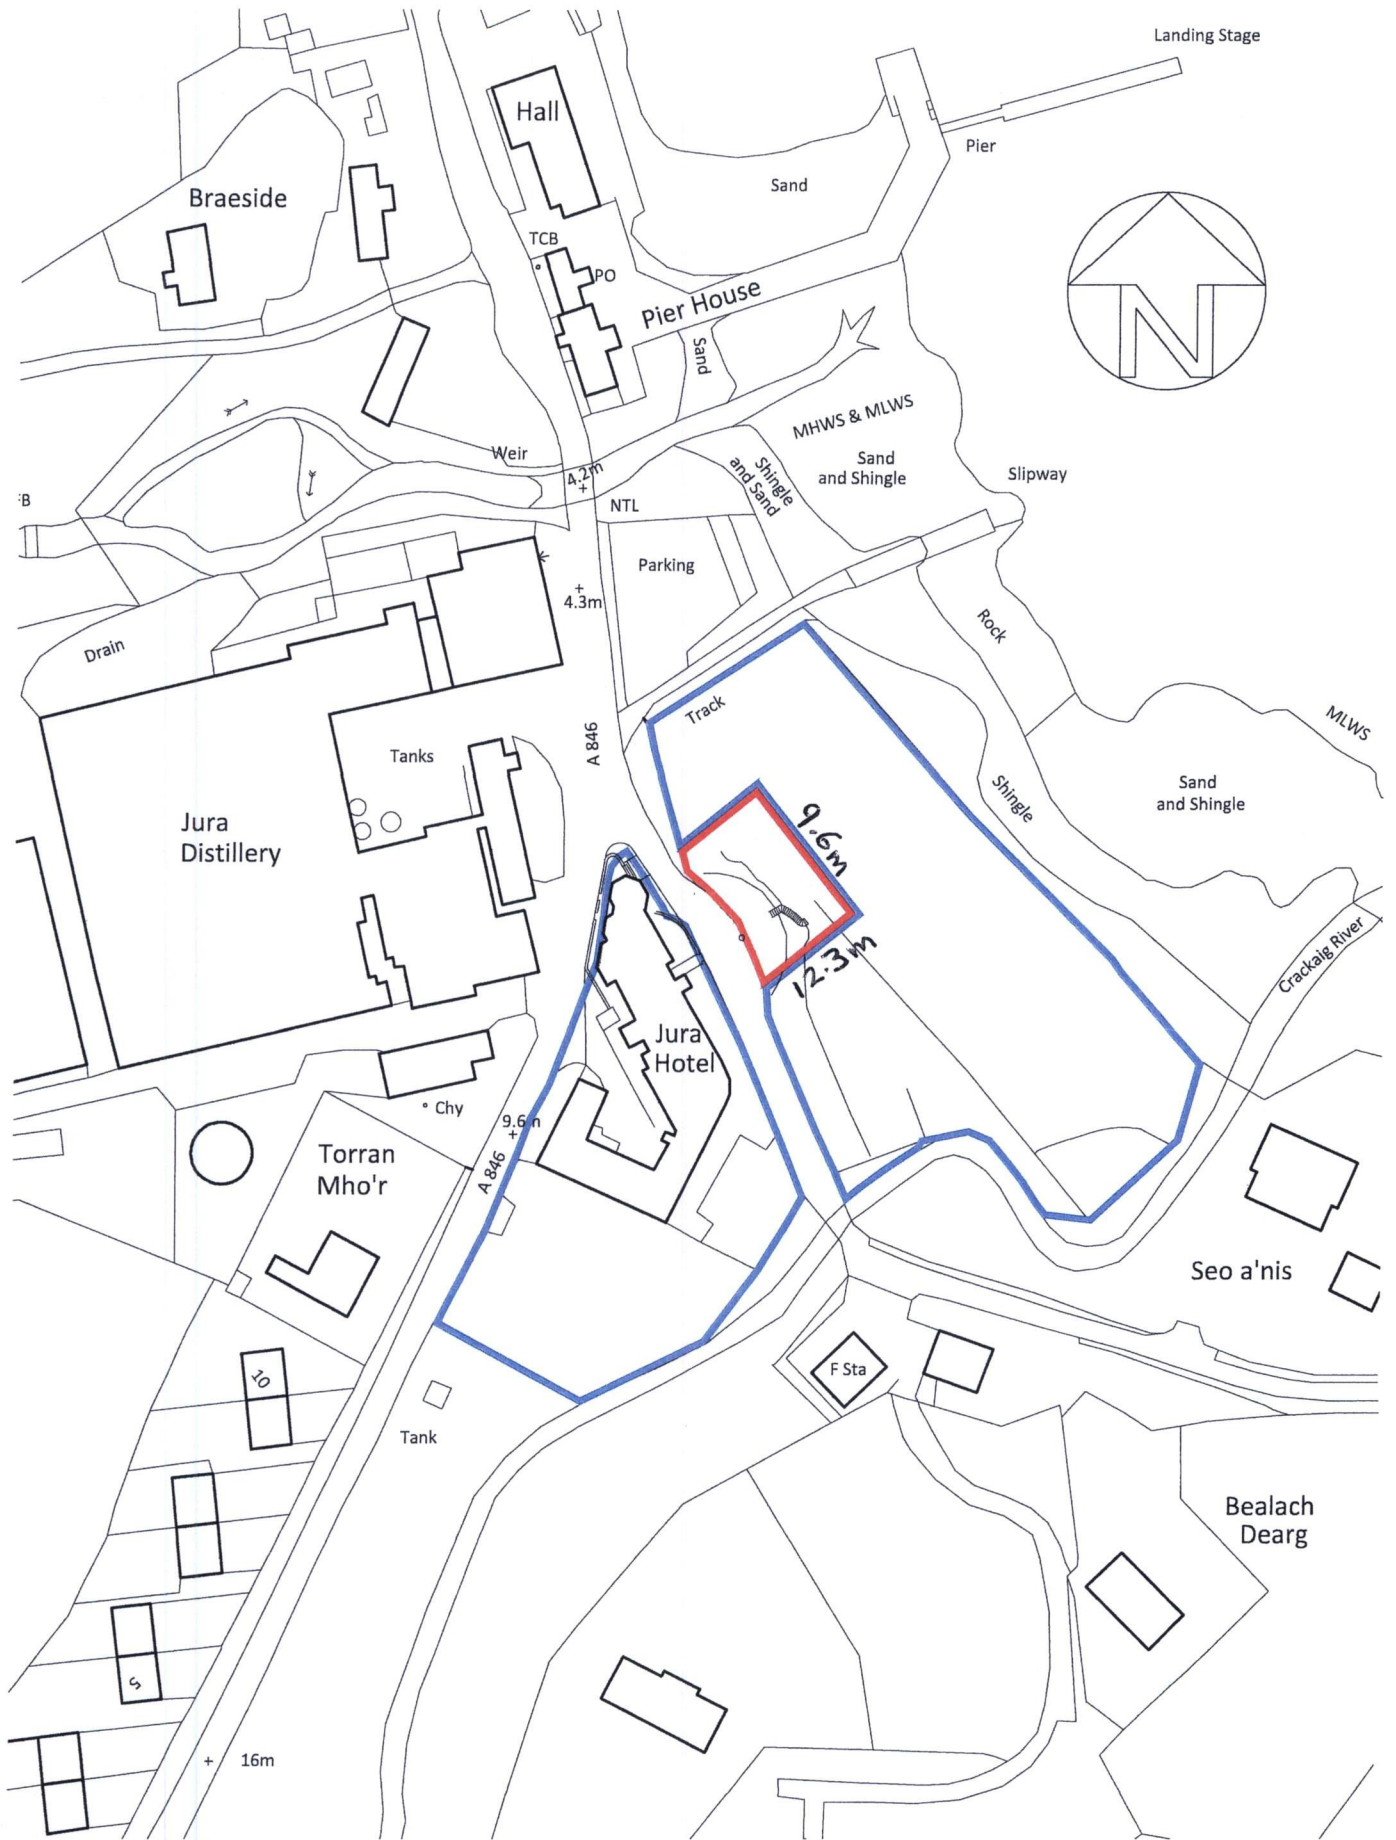 Landing Stage
Hall
Pier
Sand
Braeside
TCB
PO
Pier House
Sand
N
MHWS & MLWS
Weir
Sand
and Shingle
Shingle
and Sand
Slipway
4.2m
NTL
Parking
4.3m
Rock
Drain
Track
MLWS
A 846
Tanks
Sand
and Shingle
Shingle
Jura
Distillery
9.6m
12.3m
Crackaig River
Jura
Hotel
Chy
9.6m
Torran
Mho'r
A 846
Seo a'nis
10
F Sta
Tank
Bealach
Dearg
5
16m